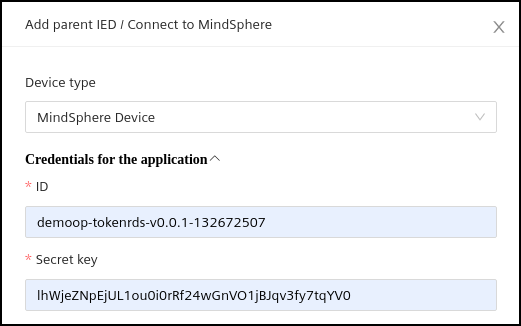 Add parent IED / Connect to MindSphere
Device type
MindSphere Device
Credentials for the application
* ID
demoop-tokenrds-v0.0.1-132672507
* Secret key
lhWjeZNpEjUL1ou0i0rRf24wGnVO1jBJqv3fy7tqYV0